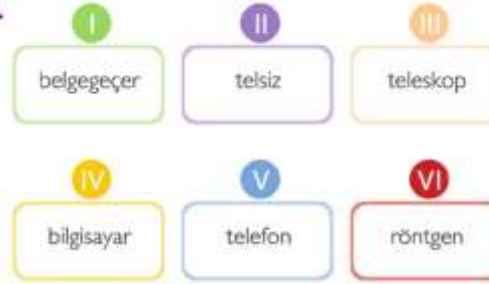 I II III
belgegeçer telsiz teleskop
IV V VI
bilgisayar telefon röntgen